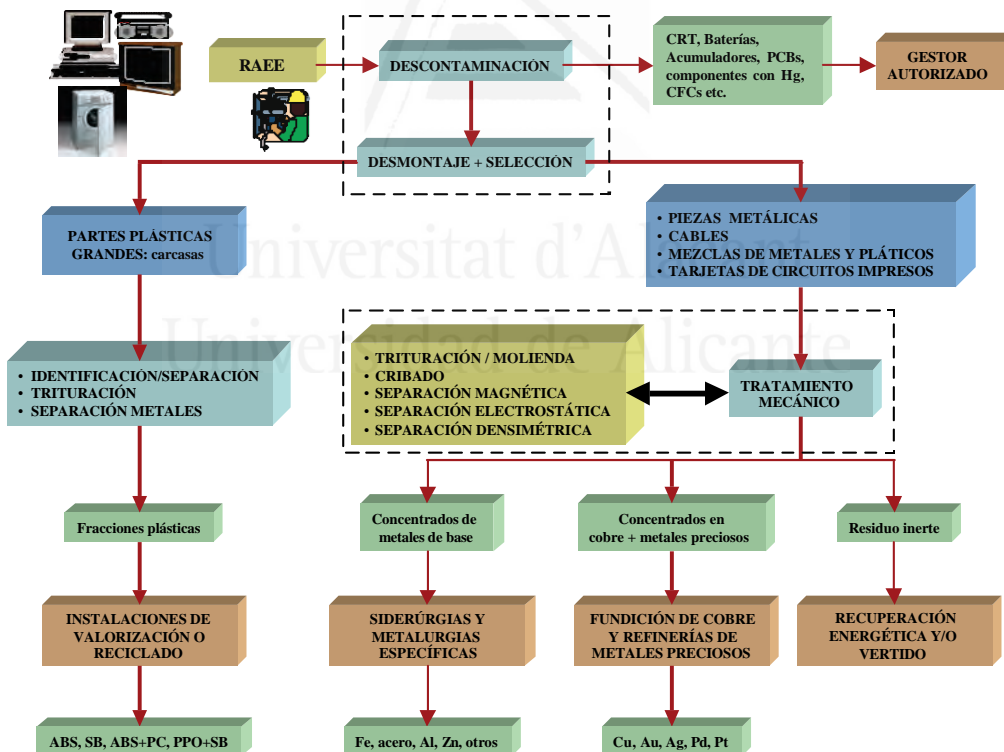 RAEE
DESCONTAMINACIÓN
CRT, Baterías,
Acumuladores, PCBs,
componentes con Hg,
CFCs etc.
GESTOR
AUTORIZADO
DESMONTAJE + SELECCIÓN
PARTES PLÁSTICAS
GRANDES: carcasas
• PIEZAS METÁLICAS
• CABLES
• MEZCLAS DE METALES Y PLÁTICOS
• TARJETAS DE CIRCUITOS IMPRESOS
Universitat d'Alacant
Universidad de Alicante
• IDENTIFICACIÓN/SEPARACIÓN
• TRITURACIÓN
• SEPARACIÓN METALES
• TRITURACIÓN / MOLIENDA
• CRIBADO
• SEPARACIÓN MAGNÉTICA
• SEPARACIÓN ELECTROSTÁTICA
• SEPARACIÓN DENSIMÉTRICA
TRATAMIENTO
MECÁNICO
Fracciones plásticas
Concentrados de
metales de base
Concentrados en
cobre + metales preciosos
Residuo inerte
INSTALACIONES DE
VALORIZACIÓN O
RECICLADO
SIDERÚRGIAS Y
METALURGIAS
ESPECÍFICAS
FUNDICIÓN DE COBRE
Y REFINERÍAS DE
METALES PRECIOSOS
RECUPERACIÓN
ENERGÉTICA Y/O
VERTIDO
ABS, SB, ABS+PC, PPO+SB
Fe, acero, Al, Zn, otros
Cu, Au, Ag, Pd, Pt